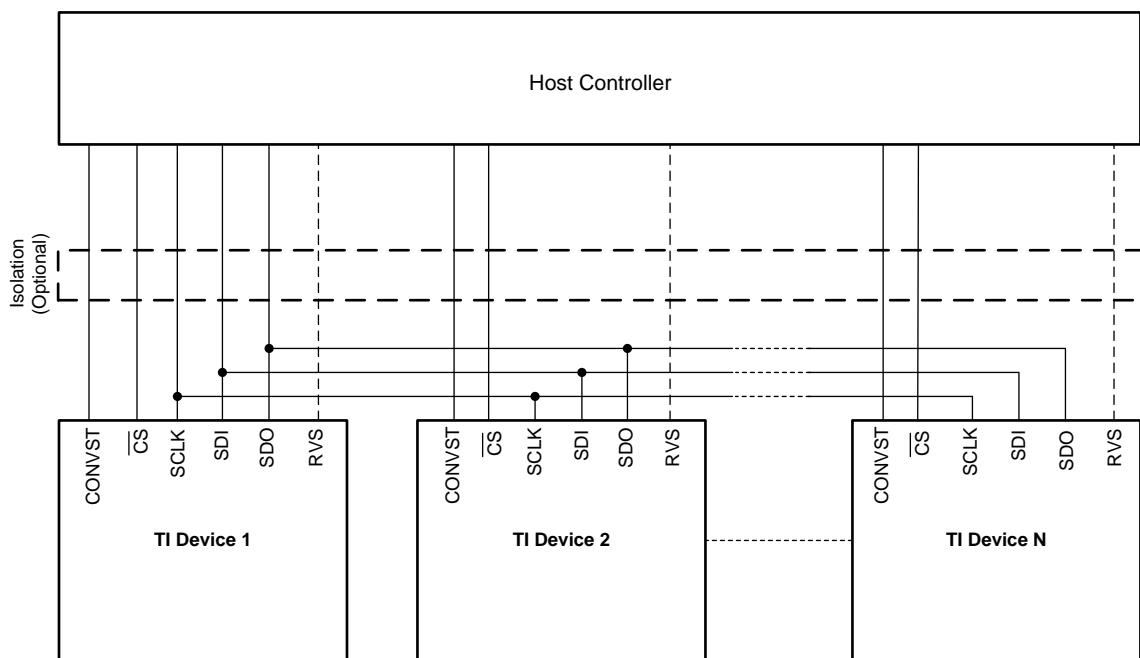 Host Controller
Isolation
(Optional)
CONVST
CS
SCLK
SDI
SDO
RVS
CONVST
CS
SCLK
SDI
SDO
RVS
CONVST
CS
SCLK
SDI
SDO
RVS
TI Device 1
TI Device 2
TI Device N